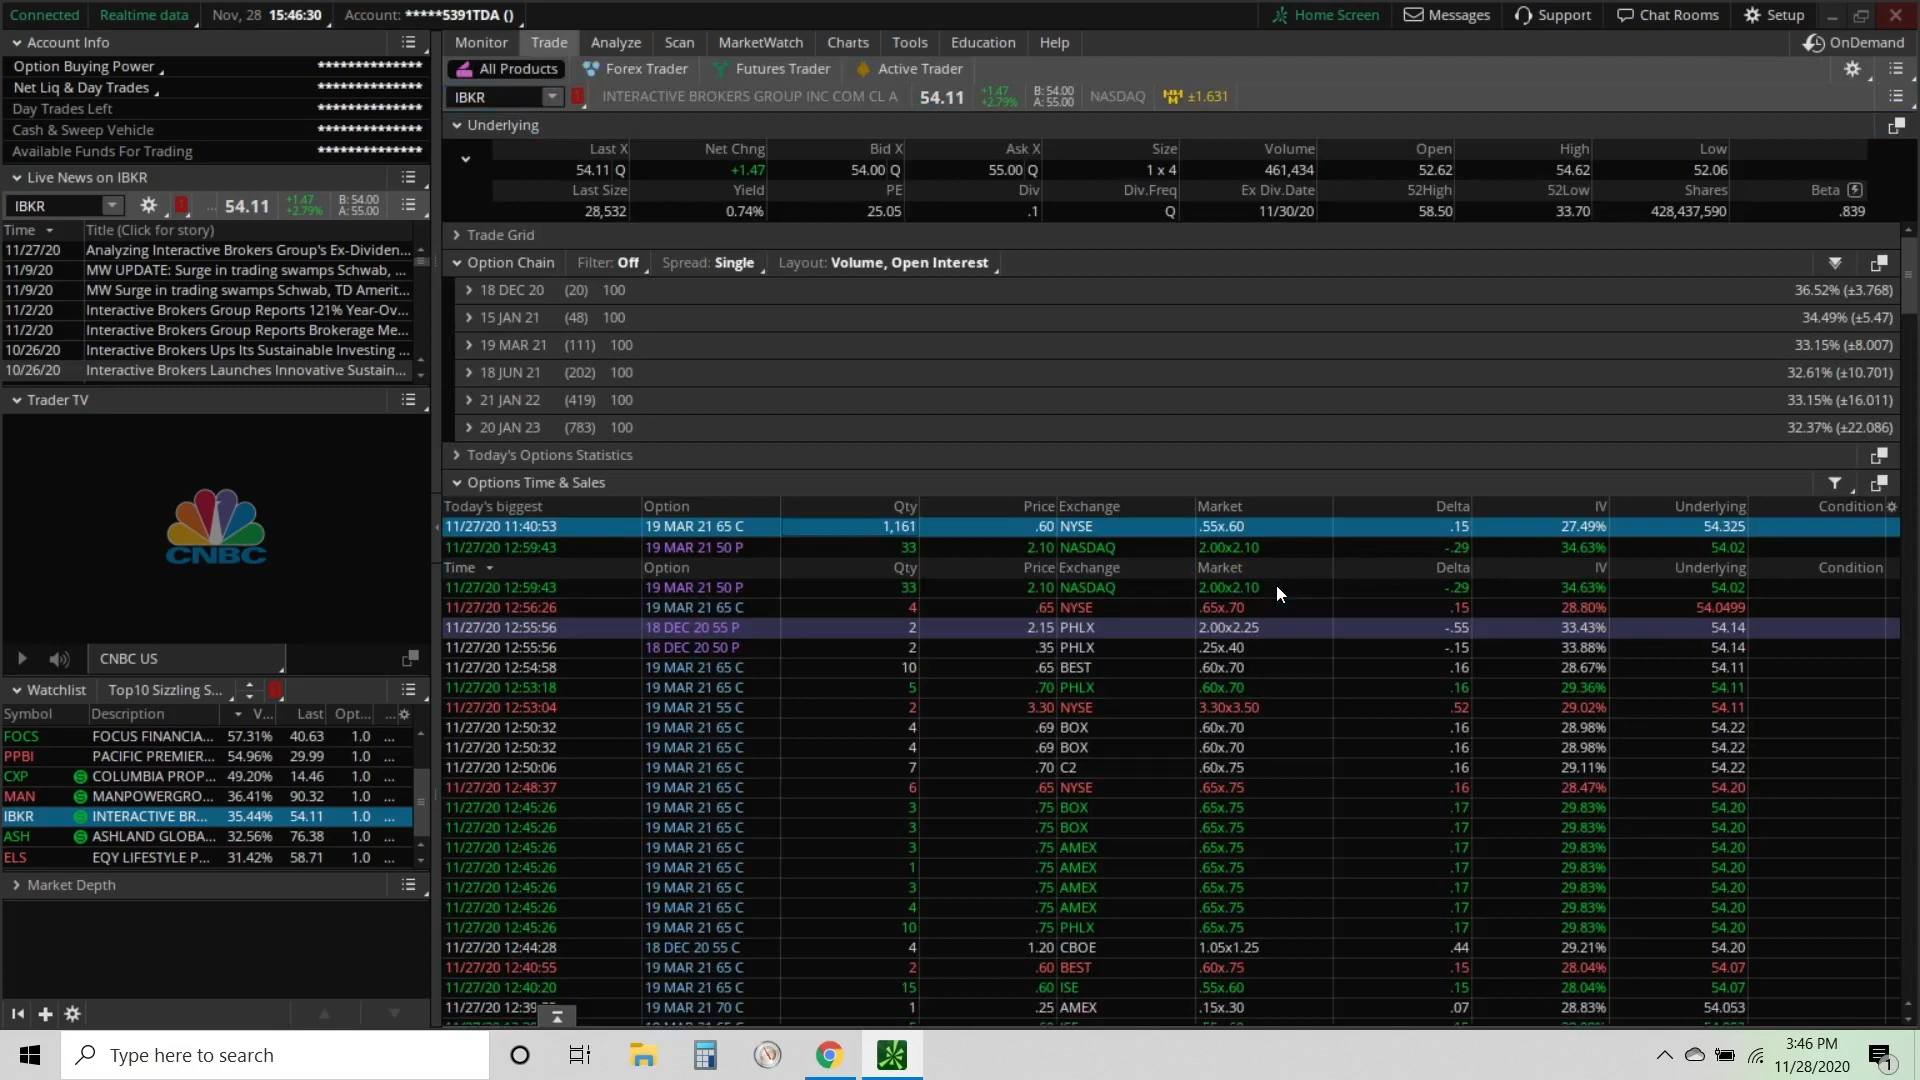 Connected Realtime data Nov, 28 15:46:30 Account: *****5391TDA () Home Screen Messages Support Chat Rooms Setup
Account Info
Option Buying Power **************
Net Liq & Day Trades **************
Day Trades Left **************
Cash & Sweep Vehicle **************
Available Funds For Trading **************
Live News on IBKR
IBKR 1 ... 54.11 +1.47 B: 54.00
+2.79% A: 55.00
Time Title (Click for story)
11/27/20 Analyzing Interactive Brokers Group's Ex-Dividen...
11/9/20 MW UPDATE: Surge in trading swamps Schwab, ...
11/9/20 MW Surge in trading swamps Schwab, TD Amerit...
11/2/20 Interactive Brokers Group Reports 121% Year-Ov...
11/2/20 Interactive Brokers Group Reports Brokerage Me...
10/26/20 Interactive Brokers Ups Its Sustainable Investing ...
10/26/20 Interactive Brokers Launches Innovative Sustain...
Trader TV
CNBC
CNBC US
Watchlist Top10 Sizzling S...
Symbol Description V... Last Opt... ...
FOCS FOCUS FINANCIA... 57.31% 40.63 1.0 ...
PPBI PACIFIC PREMIER... 54.96% 29.99 1.0 ...
CXP COLUMBIA PROP... 49.20% 14.46 1.0 ...
MAN MANPOWERGRO... 36.41% 90.32 1.0 ...
IBKR INTERACTIVE BR... 35.44% 54.11 1.0 ...
ASH ASHLAND GLOBA... 32.56% 76.38 1.0 ...
ELS EQY LIFESTYLE P... 31.42% 58.71 1.0 ...
Market Depth
Monitor Trade Analyze Scan MarketWatch Charts Tools Education Help OnDemand
All Products Forex Trader Futures Trader Active Trader
IBKR 1 INTERACTIVE BROKERS GROUP INC COM CL A 54.11 +1.47 B: 54.00 NASDAQ ±1.631
+2.79% A: 55.00
Underlying
Last X Net Chng Bid X Ask X Size Volume Open High Low
54.11 Q +1.47 54.00 Q 55.00 Q 1 x 4 461,434 52.62 54.62 52.06
Last Size Yield PE Div Div.Freq Ex Div.Date 52High 52Low Shares Beta
28,532 0.74% 25.05 .1 Q 11/30/20 58.50 33.70 428,437,590 .839
Trade Grid
Option Chain Filter: Off Spread: Single Layout: Volume, Open Interest
18 DEC 20 (20) 100 36.52% (±3.768)
15 JAN 21 (48) 100 34.49% (±5.47)
19 MAR 21 (111) 100 33.15% (±8.007)
18 JUN 21 (202) 100 32.61% (±10.701)
21 JAN 22 (419) 100 33.15% (±16.011)
20 JAN 23 (783) 100 32.37% (±22.086)
Today's Options Statistics
Options Time & Sales
Today's biggest Option Qty Price Exchange Market Delta IV Underlying Condition
11/27/20 11:40:53 19 MAR 21 65 C 1,161 .60 NYSE .55x.60 .15 27.49% 54.325
11/27/20 12:59:43 19 MAR 21 50 P 33 2.10 NASDAQ 2.00x2.10 -.29 34.63% 54.02
Time Option Qty Price Exchange Market Delta IV Underlying Condition
11/27/20 12:59:43 19 MAR 21 50 P 33 2.10 NASDAQ 2.00x2.10 -.29 34.63% 54.02
11/27/20 12:56:26 19 MAR 21 65 C 4 .65 NYSE .65x.70 .15 28.80% 54.0499
11/27/20 12:55:56 18 DEC 20 55 P 2 2.15 PHLX 2.00x2.25 -.55 33.43% 54.14
11/27/20 12:55:56 18 DEC 20 50 P 2 .35 PHLX .25x.40 -.15 33.88% 54.14
11/27/20 12:54:58 19 MAR 21 65 C 10 .65 BEST .60x.70 .16 28.67% 54.11
11/27/20 12:53:18 19 MAR 21 65 C 5 .70 PHLX .60x.70 .16 29.36% 54.11
11/27/20 12:53:04 19 MAR 21 55 C 2 3.30 NYSE 3.30x3.50 .52 29.02% 54.11
11/27/20 12:50:32 19 MAR 21 65 C 4 .69 BOX .60x.70 .16 28.98% 54.22
11/27/20 12:50:32 19 MAR 21 65 C 4 .69 BOX .60x.70 .16 28.98% 54.22
11/27/20 12:50:06 19 MAR 21 65 C 7 .70 C2 .60x.75 .16 29.11% 54.22
11/27/20 12:48:37 19 MAR 21 65 C 6 .65 NYSE .65x.75 .16 28.47% 54.20
11/27/20 12:45:26 19 MAR 21 65 C 3 .75 BOX .65x.75 .17 29.83% 54.20
11/27/20 12:45:26 19 MAR 21 65 C 3 .75 BOX .65x.75 .17 29.83% 54.20
11/27/20 12:45:26 19 MAR 21 65 C 3 .75 AMEX .65x.75 .17 29.83% 54.20
11/27/20 12:45:26 19 MAR 21 65 C 1 .75 AMEX .65x.75 .17 29.83% 54.20
11/27/20 12:45:26 19 MAR 21 65 C 3 .75 AMEX .65x.75 .17 29.83% 54.20
11/27/20 12:45:26 19 MAR 21 65 C 4 .75 AMEX .65x.75 .17 29.83% 54.20
11/27/20 12:45:26 19 MAR 21 65 C 10 .75 PHLX .65x.75 .17 29.83% 54.20
11/27/20 12:44:28 18 DEC 20 55 C 4 1.20 CBOE 1.05x1.25 .44 29.21% 54.20
11/27/20 12:40:55 19 MAR 21 65 C 2 .60 BEST .60x.75 .15 28.04% 54.07
11/27/20 12:40:20 19 MAR 21 65 C 15 .60 ISE .55x.60 .15 28.04% 54.07
11/27/20 12:39 19 MAR 21 70 C 1 .25 AMEX .15x.30 .07 28.83% 54.053
Type here to search
3:46 PM
11/28/2020
1